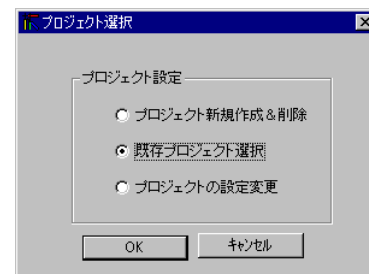 プロジェクト選択
プロジェクト設定
プロジェクト新規作成＆削除
既存プロジェクト選択
プロジェクトの設定変更
OK
ｷｬﾝｾﾙ